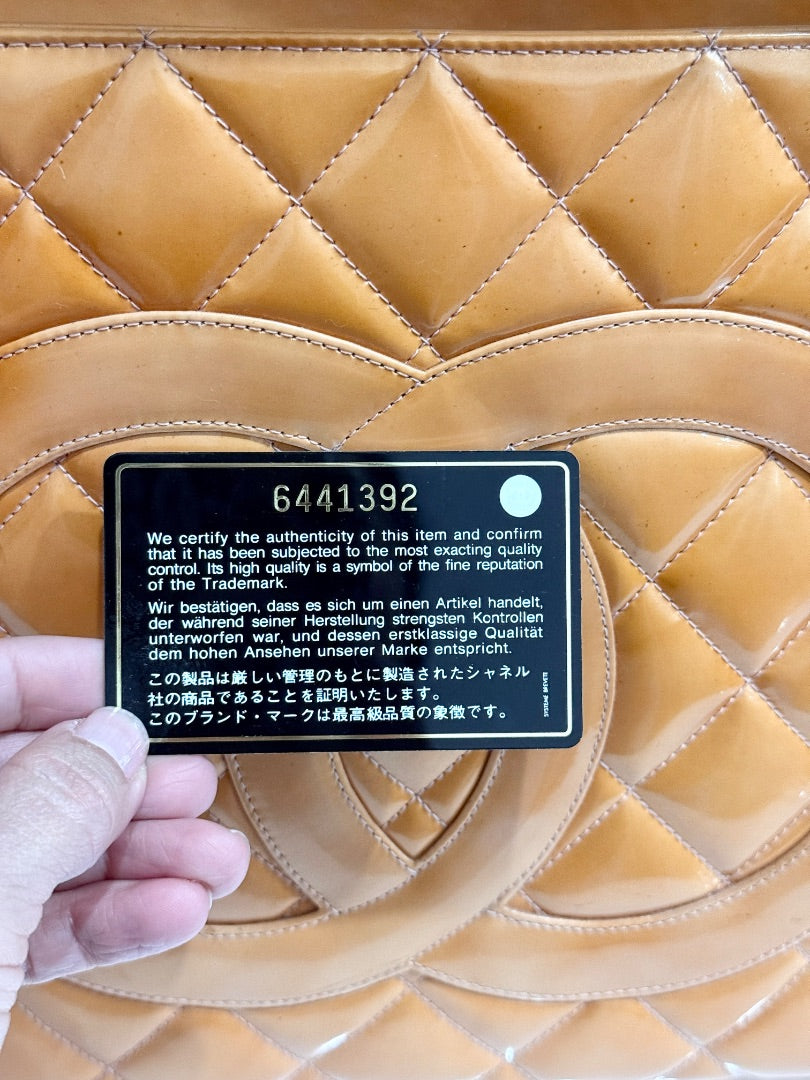 6441392
We certify the authenticity of this item and confirm
that it has been subjected to the most exacting quality
control. Its high quality is a symbol of the fine reputation
of the Trademark.
Wir bestätigen, dass es sich um einen Artikel handelt,
der während seiner Herstellung strengsten Kontrollen
unterworfen war, und dessen erstklassige Qualität
dem hohen Ansehen unserer Marke entspricht.
この製品は厳しい管理のもとに製造されたシャネル
社の商品であることを証明いたします。
このブランド・マークは最高級品質の象徴です。
SYSTEME BREVETE